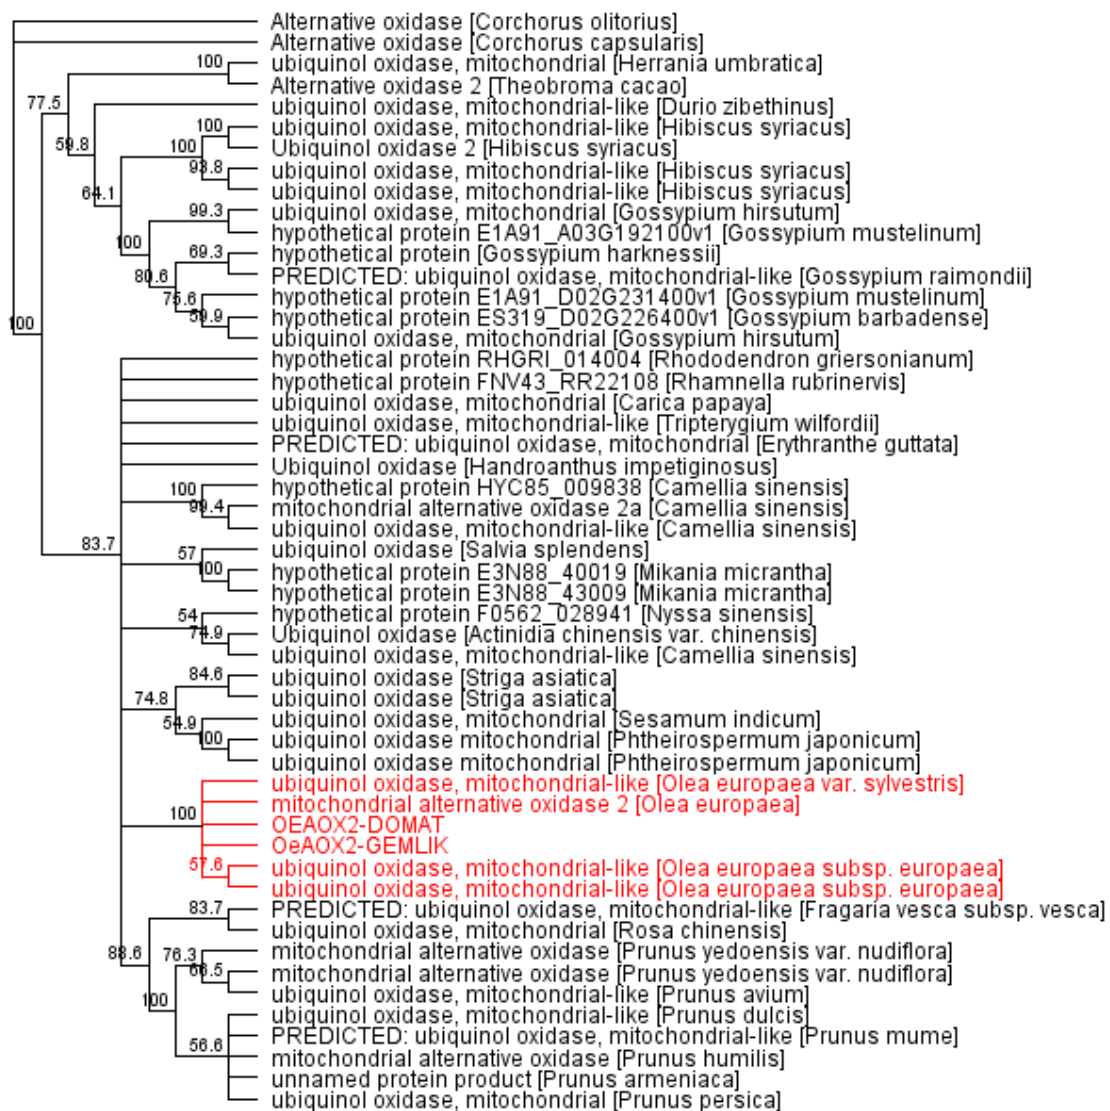 Alternative oxidase [Corchorus olitorius]
Alternative oxidase [Corchorus capsularis]
100 ubiquinol oxidase, mitochondrial [Herrania umbratica]
Alternative oxidase 2 [Theobroma cacao]
77.5
ubiquinol oxidase, mitochondrial-like [Durio zibethinus]
100 ubiquinol oxidase, mitochondrial-like [Hibiscus syriacus]
59.8 100 Ubiquinol oxidase 2 [Hibiscus syriacus]
93.8 ubiquinol oxidase, mitochondrial-like [Hibiscus syriacus]
64.1 ubiquinol oxidase, mitochondrial-like [Hibiscus syriacus]
99.3 ubiquinol oxidase, mitochondrial [Gossypium hirsutum]
hypothetical protein E1A91_A03G192100v1 [Gossypium mustelinum]
100 69.3 hypothetical protein [Gossypium harknessii]
80.6 PREDICTED: ubiquinol oxidase, mitochondrial-like [Gossypium raimondii]
75.6 hypothetical protein E1A91_D02G231400v1 [Gossypium mustelinum]
59.9 hypothetical protein ES319_D02G226400v1 [Gossypium barbadense]
100 ubiquinol oxidase, mitochondrial [Gossypium hirsutum]
hypothetical protein RHGRI_014004 [Rhododendron griersonianum]
hypothetical protein FNV43_RR22108 [Rhamnella rubrinervis]
ubiquinol oxidase, mitochondrial [Carica papaya]
ubiquinol oxidase, mitochondrial-like [Tripterygium wilfordii]
PREDICTED: ubiquinol oxidase, mitochondrial [Erythranthe guttata]
Ubiquinol oxidase [Handroanthus impetiginosus]
100 hypothetical protein HYC85_009838 [Camellia sinensis]
99.4 mitochondrial alternative oxidase 2a [Camellia sinensis]
ubiquinol oxidase, mitochondrial-like [Camellia sinensis]
83.7 57 ubiquinol oxidase [Salvia splendens]
100 hypothetical protein E3N88_40019 [Mikania micrantha]
hypothetical protein E3N88_43009 [Mikania micrantha]
54 hypothetical protein F0562_028941 [Nyssa sinensis]
74.9 Ubiquinol oxidase [Actinidia chinensis var. chinensis]
ubiquinol oxidase, mitochondrial-like [Camellia sinensis]
84.6 ubiquinol oxidase [Striga asiatica]
74.8 ubiquinol oxidase [Striga asiatica]
54.9 ubiquinol oxidase, mitochondrial [Sesamum indicum]
100 ubiquinol oxidase mitochondrial [Phtheirospermum japonicum]
ubiquinol oxidase mitochondrial [Phtheirospermum japonicum]
ubiquinol oxidase, mitochondrial-like [Olea europaea var. sylvestris]
mitochondrial alternative oxidase 2 [Olea europaea]
100 OEAOX2-DOMAT
OeAOX2-GEMLIK
57.6 ubiquinol oxidase, mitochondrial-like [Olea europaea subsp. europaea]
ubiquinol oxidase, mitochondrial-like [Olea europaea subsp. europaea]
83.7 PREDICTED: ubiquinol oxidase, mitochondrial-like [Fragaria vesca subsp. vesca]
ubiquinol oxidase, mitochondrial [Rosa chinensis]
88.6 76.3 mitochondrial alternative oxidase [Prunus yedoensis var. nudiflora]
66.5 mitochondrial alternative oxidase [Prunus yedoensis var. nudiflora]
100 ubiquinol oxidase, mitochondrial-like [Prunus avium]
ubiquinol oxidase, mitochondrial-like [Prunus dulcis]
56.6 PREDICTED: ubiquinol oxidase, mitochondrial-like [Prunus mume]
mitochondrial alternative oxidase [Prunus humilis]
unnamed protein product [Prunus armeniaca]
ubiquinol oxidase, mitochondrial [Prunus persica]